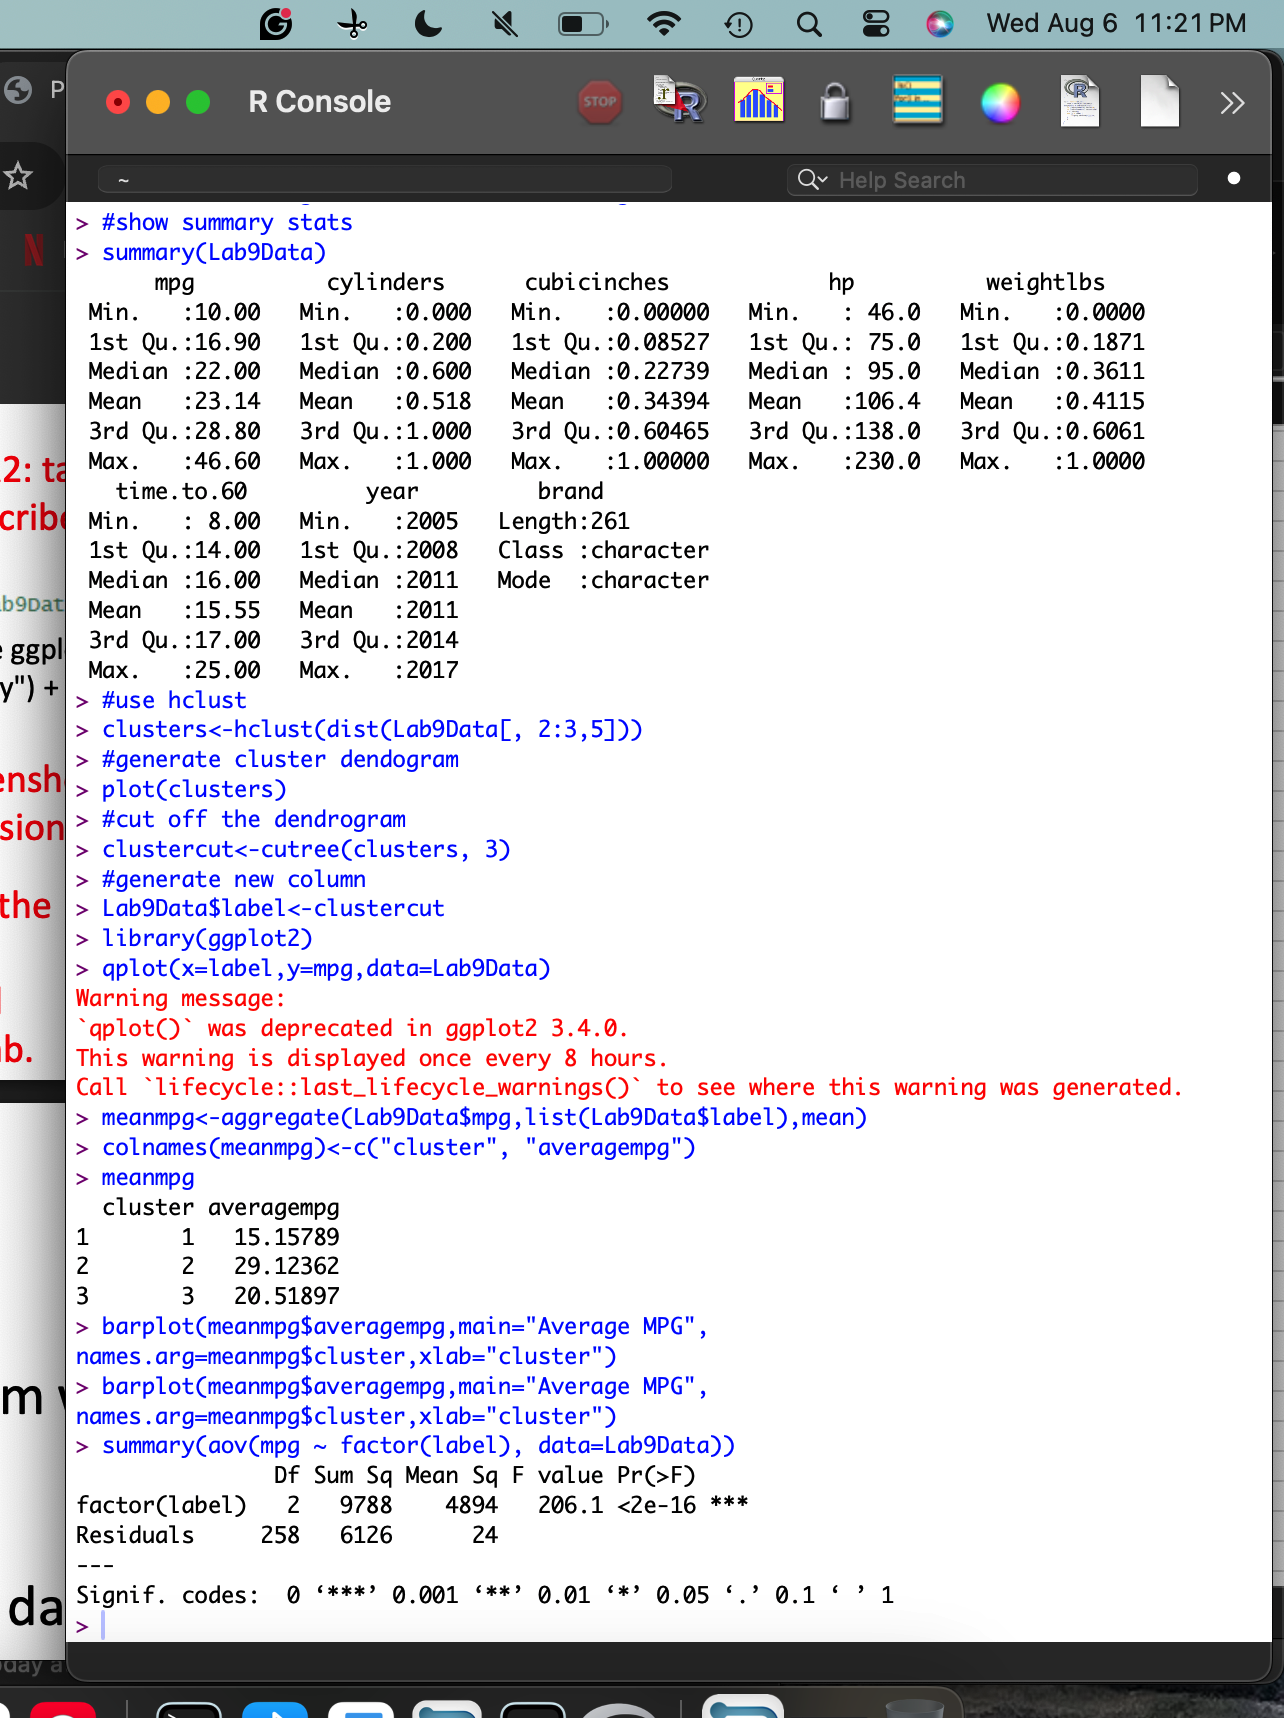 Wed Aug 6 11:21 PM
P
R Console
STOP
~
Help Search
N
> #show summary stats
> summary(Lab9Data)
mpg cylinders cubicinches hp weightlbs
Min. :10.00 Min. :0.000 Min. :0.00000 Min. : 46.0 Min. :0.0000
1st Qu.:16.90 1st Qu.:0.200 1st Qu.:0.08527 1st Qu.: 75.0 1st Qu.:0.1871
Median :22.00 Median :0.600 Median :0.22739 Median : 95.0 Median :0.3611
Mean :23.14 Mean :0.518 Mean :0.34394 Mean :106.4 Mean :0.4115
3rd Qu.:28.80 3rd Qu.:1.000 3rd Qu.:0.60465 3rd Qu.:138.0 3rd Qu.:0.6061
Max. :46.60 Max. :1.000 Max. :1.00000 Max. :230.0 Max. :1.0000
time.to.60 year brand
Min. : 8.00 Min. :2005 Length:261
1st Qu.:14.00 1st Qu.:2008 Class :character
Median :16.00 Median :2011 Mode :character
Mean :15.55 Mean :2011
3rd Qu.:17.00 3rd Qu.:2014
Max. :25.00 Max. :2017
> #use hclust
> clusters<-hclust(dist(Lab9Data[, 2:3,5]))
> #generate cluster dendogram
> plot(clusters)
> #cut off the dendrogram
> clustercut<-cutree(clusters, 3)
> #generate new column
> Lab9Data$label<-clustercut
> library(ggplot2)
> qplot(x=label,y=mpg,data=Lab9Data)
Warning message:
`qplot()` was deprecated in ggplot2 3.4.0.
This warning is displayed once every 8 hours.
Call `lifecycle::last_lifecycle_warnings()` to see where this warning was generated.
> meanmpg<-aggregate(Lab9Data$mpg,list(Lab9Data$label),mean)
> colnames(meanmpg)<-c("cluster", "averagempg")
> meanmpg
cluster averagempg
1 1 15.15789
2 2 29.12362
3 3 20.51897
> barplot(meanmpg$averagempg,main="Average MPG",
names.arg=meanmpg$cluster,xlab="cluster")
> barplot(meanmpg$averagempg,main="Average MPG",
names.arg=meanmpg$cluster,xlab="cluster")
> summary(aov(mpg ~ factor(label), data=Lab9Data))
Df Sum Sq Mean Sq F value Pr(>F)
factor(label) 2 9788 4894 206.1 <2e-16 ***
Residuals 258 6126 24
---
Signif. codes: 0 ‘***’ 0.001 ‘**’ 0.01 ‘*’ 0.05 ‘.’ 0.1 ‘ ’ 1
>
2: ta
cribe
b9Dat
ggpl
y") +
ensh
sion
the
b.
m
da
day a